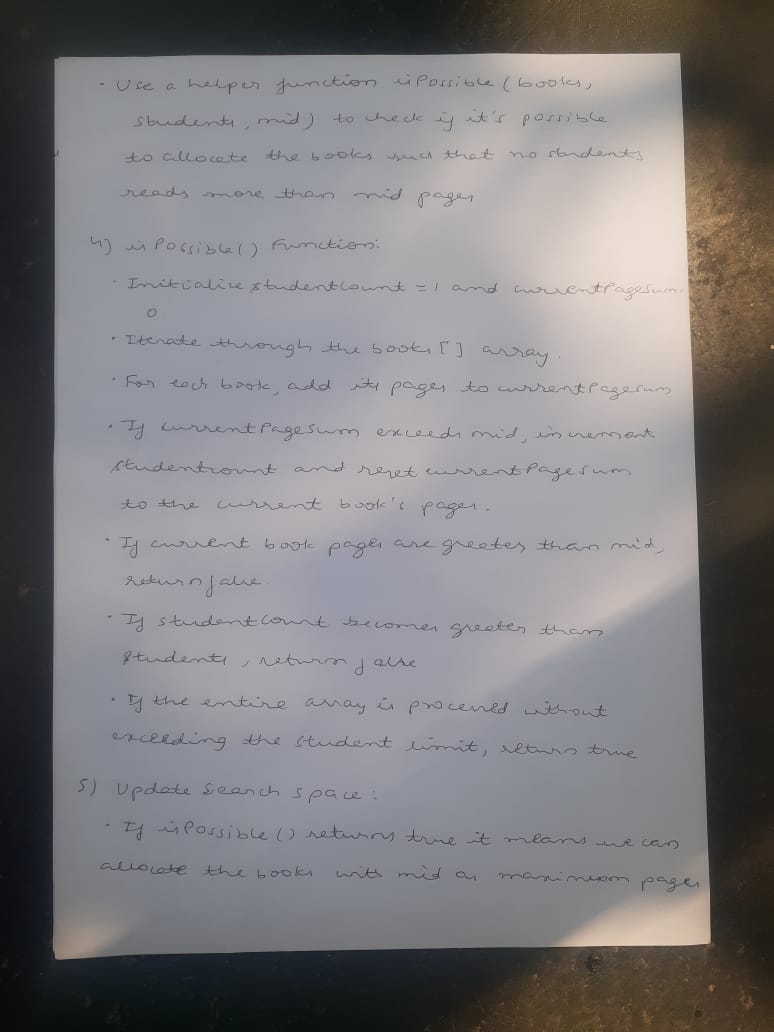 • Use a helper function isPossible (books,
students, mid) to check if it's possible
to allocate the books such that no students
reads more than mid pages
4) isPossible() Function:
• Initialize studentCount = 1 and currentPageSum
0
• Iterate through the books [ ] array.
• For each book, add its pages to currentPagesum
• If currentPageSum exceeds mid, increment
studentcount and reset currentPageSum
to the current book's pages.
• If current book pages are greater than mid,
return false.
• If studentCount becomes greater than
students, return false
• If the entire array is processed without
exceeding the student limit, return true
5) Update Search space:
• If isPossible () returns true it means we can
allocate the books with mid as maximum pages